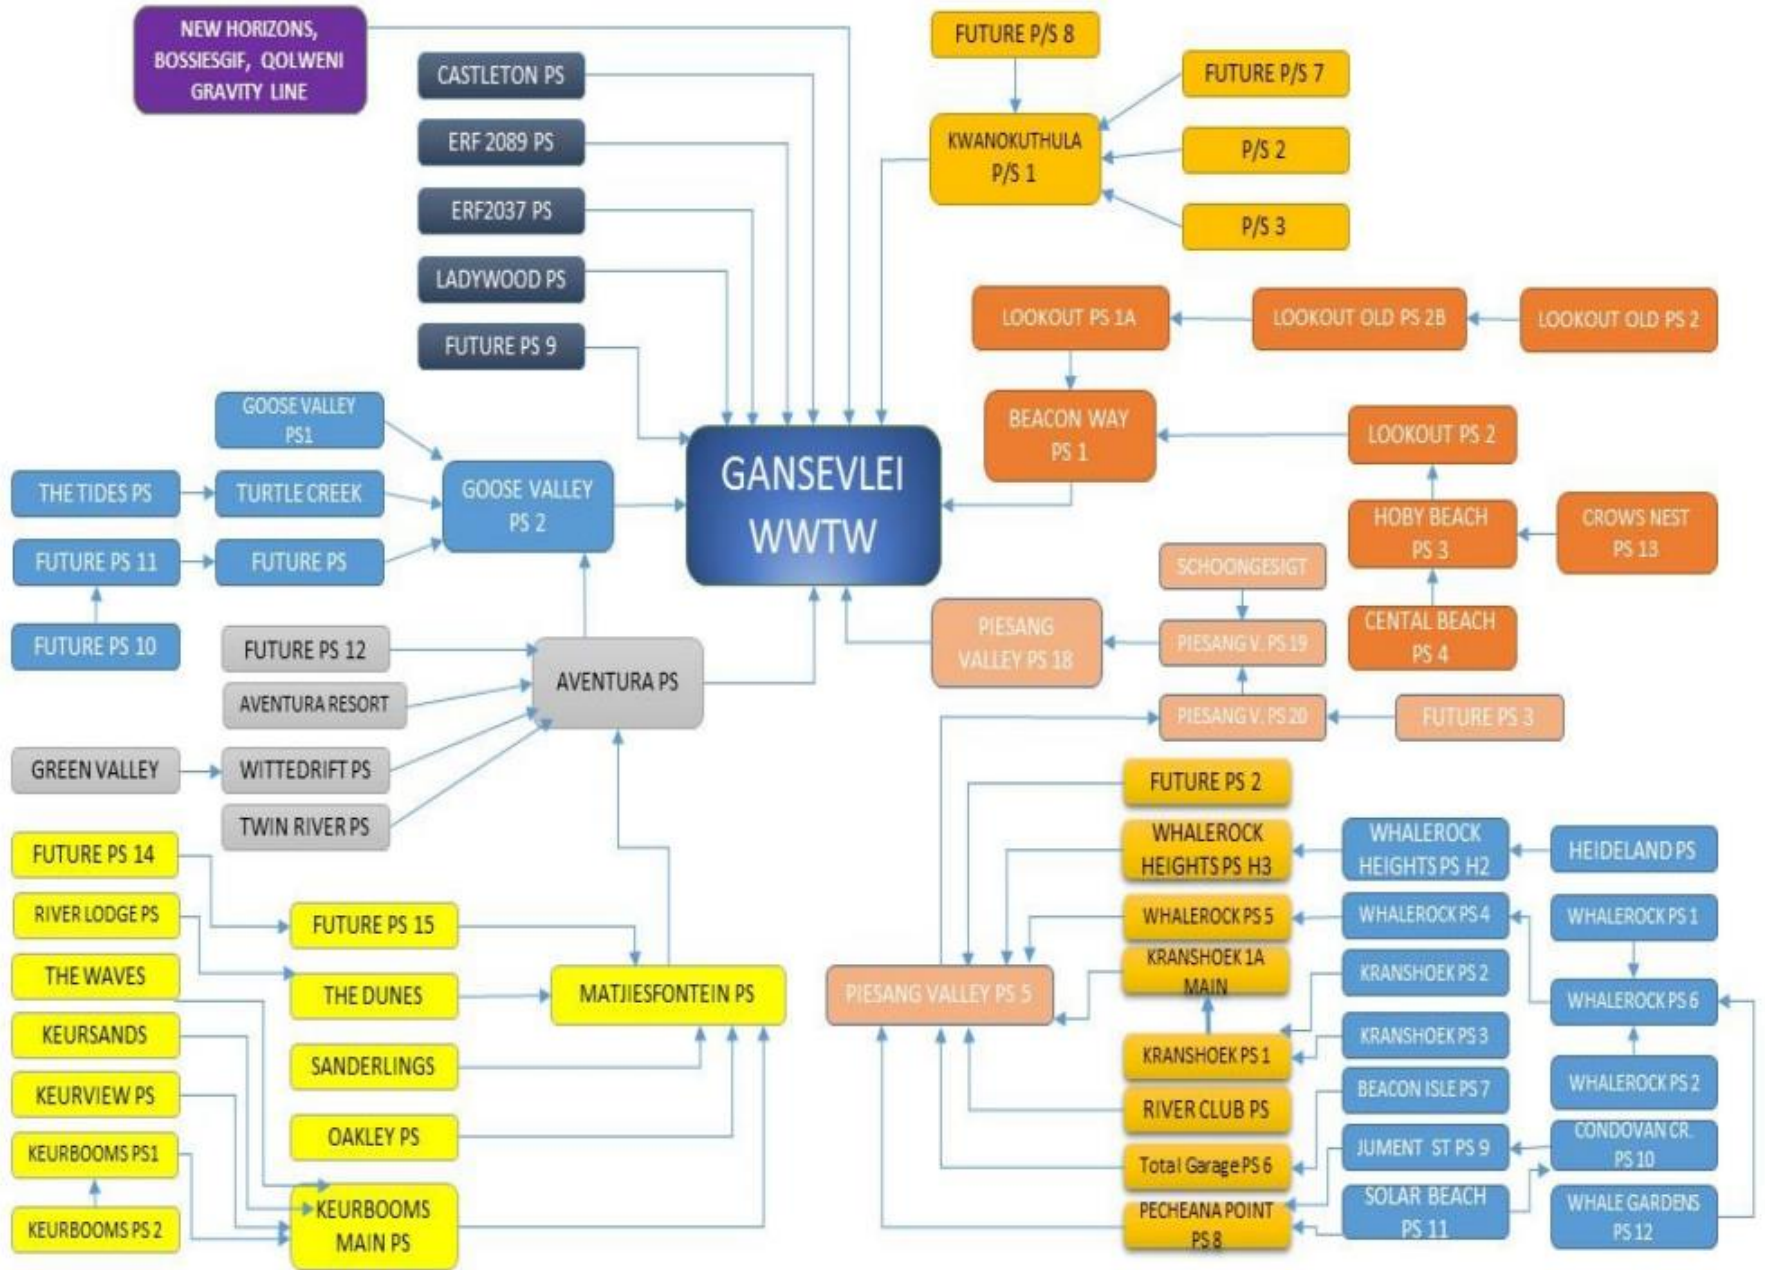 NEW HORIZONS,
BOSSIESGIF, QOLWENI
GRAVITY LINE
CASTLETON PS
ERF 2089 PS
ERF2037 PS
LADYWOOD PS
FUTURE PS 9
FUTURE P/S 8
FUTURE P/S 7
KWANOKUTHULA
P/S 1
P/S 2
P/S 3
LOOKOUT PS 1A
LOOKOUT OLD PS 2B
LOOKOUT OLD PS 2
BEACON WAY
PS 1
LOOKOUT PS 2
HOBY BEACH
PS 3
CROWS NEST
PS 13
CENTAL BEACH
PS 4
GOOSE VALLEY
PS1
THE TIDES PS
TURTLE CREEK
GOOSE VALLEY
PS 2
FUTURE PS 11
FUTURE PS
FUTURE PS 10
GANSEVLEI
WWTW
SCHOONGESIGT
PIESANG
VALLEY PS 18
PIESANG V. PS 19
PIESANG V. PS 20
FUTURE PS 3
FUTURE PS 12
AVENTURA RESORT
AVENTURA PS
GREEN VALLEY
WITTEDRIFT PS
TWIN RIVER PS
FUTURE PS 14
RIVER LODGE PS
THE WAVES
KEURSANDS
KEURVIEW PS
KEURBOOMS PS1
KEURBOOMS PS 2
FUTURE PS 15
THE DUNES
SANDERLINGS
OAKLEY PS
KEURBOOMS
MAIN PS
MATJIESFONTEIN PS
PIESANG VALLEY PS 5
FUTURE PS 2
WHALEROCK
HEIGHTS PS H3
WHALEROCK PS 5
KRANSHOEK 1A
MAIN
KRANSHOEK PS 1
RIVER CLUB PS
Total Garage PS 6
PECHEANA POINT
PS 8
WHALEROCK
HEIGHTS PS H2
WHALEROCK PS 4
KRANSHOEK PS 2
KRANSHOEK PS 3
BEACON ISLE PS 7
JUMENT ST PS 9
SOLAR BEACH
PS 11
HEIDELAND PS
WHALEROCK PS 1
WHALEROCK PS 6
WHALEROCK PS 2
CONDOVAN CR.
PS 10
WHALE GARDENS
PS 12